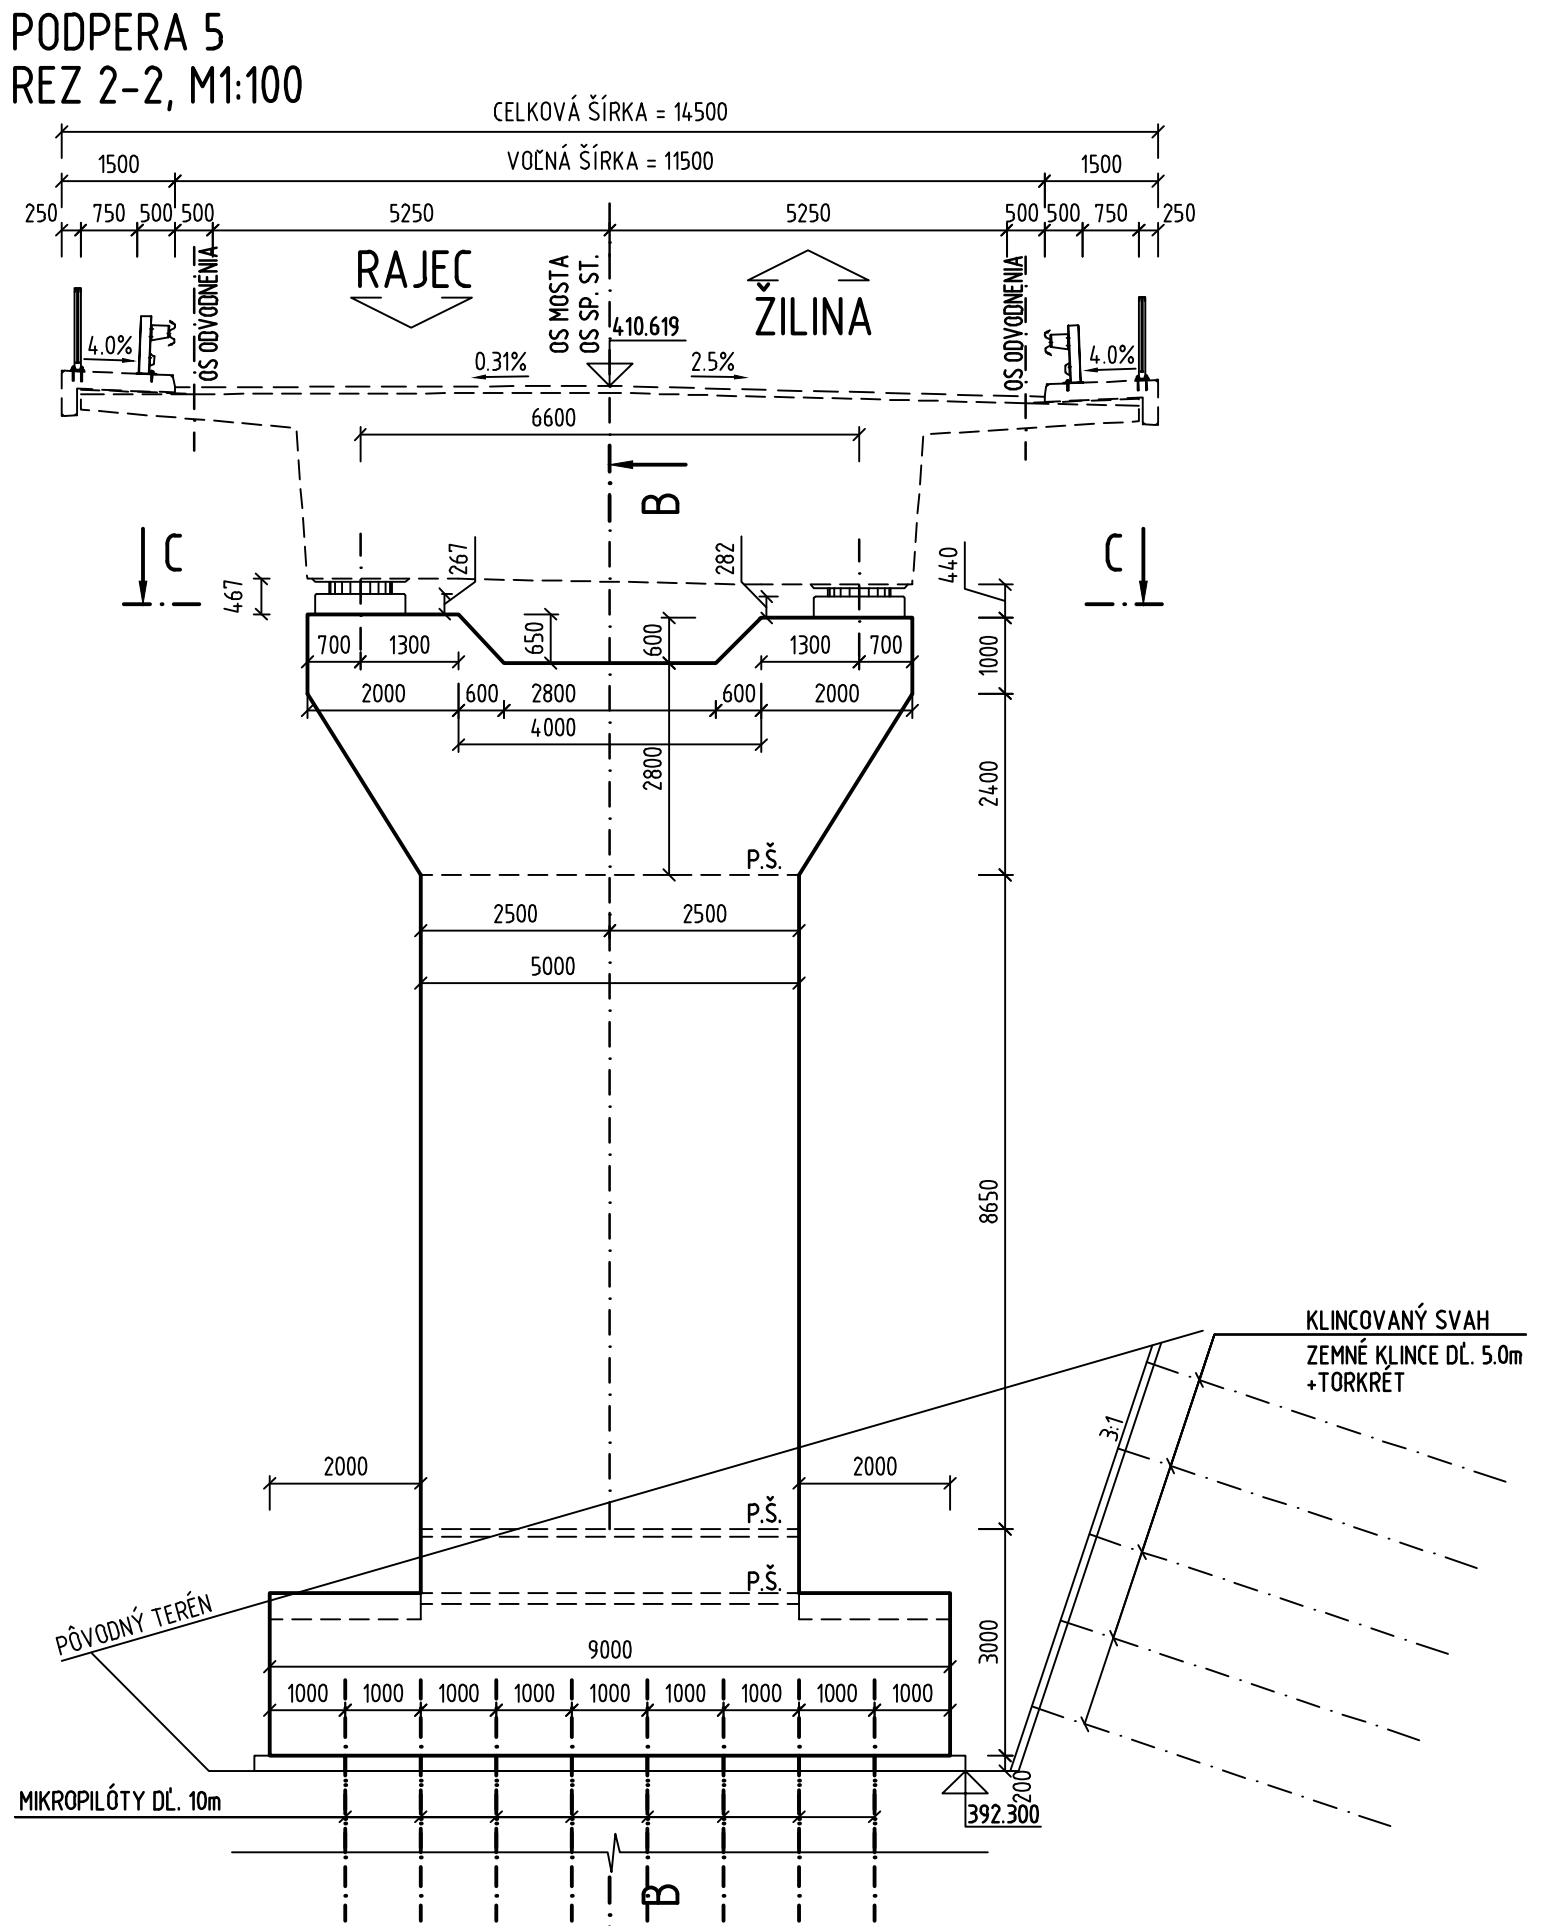 PODPERA 5
REZ 2-2, M1:100
CELKOVÁ ŠÍRKA = 14500
1500
VOĽNÁ ŠÍRKA = 11500
1500
250
750
500
500
5250
5250
500
500
750
250
OS ODVODNENIA
RAJEC
OS MOSTA
OS SP. ST.
ŽILINA
OS ODVODNENIA
410.619
4.0%
0.31%
2.5%
4.0%
6600
B
C
C
467
267
282
440
700
1300
650
600
1300
700
1000
2000
600
2800
600
2000
4000
2800
2400
P.Š.
2500
2500
5000
8650
KLINCOVANÝ SVAH
ZEMNÉ KLINCE DĹ. 5.0m
+TORKRÉT
3:1
2000
2000
P.Š.
P.Š.
PÔVODNÝ TERÉN
9000
3000
1000
1000
1000
1000
1000
1000
1000
1000
1000
200
MIKROPILÓTY DĹ. 10m
392.300
B